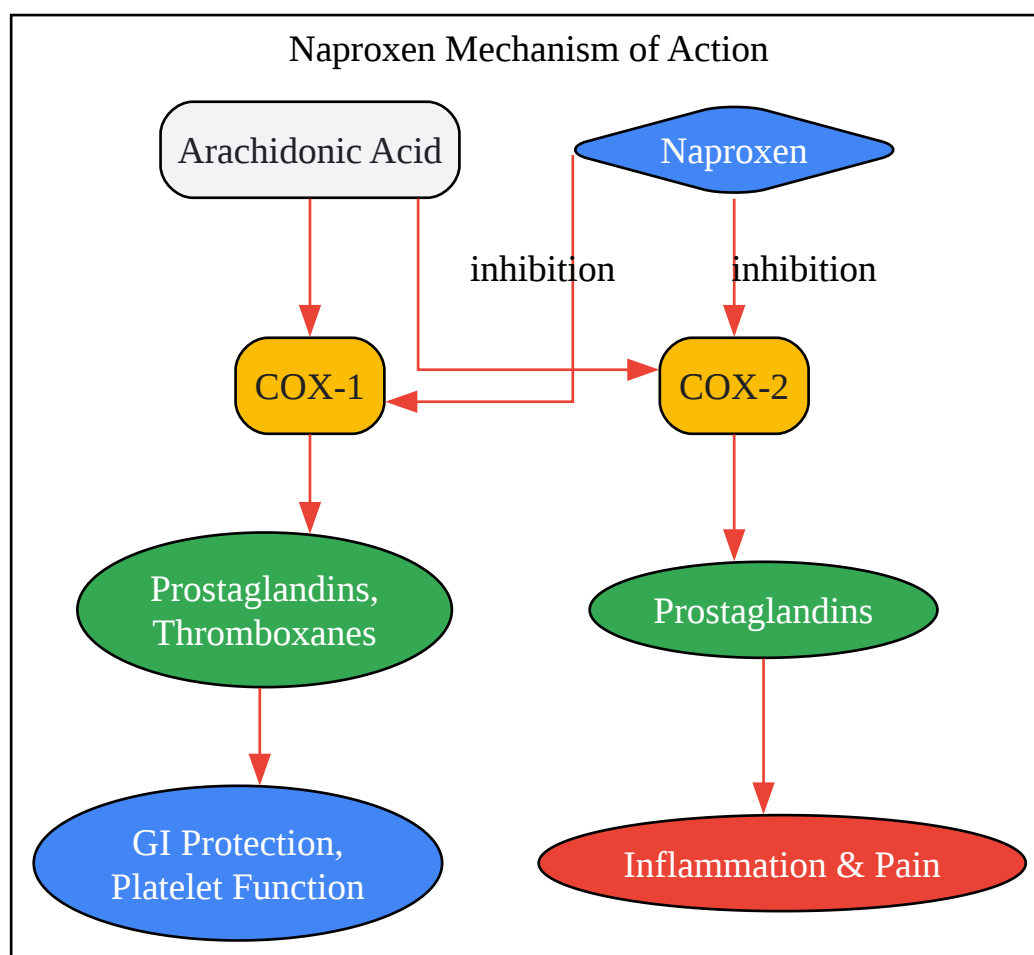 Naproxen Mechanism of Action
Arachidonic Acid
Naproxen
inhibition
inhibition
COX-1
COX-2
Prostaglandins,
Thromboxanes
Prostaglandins
GI Protection,
Platelet Function
Inflammation & Pain